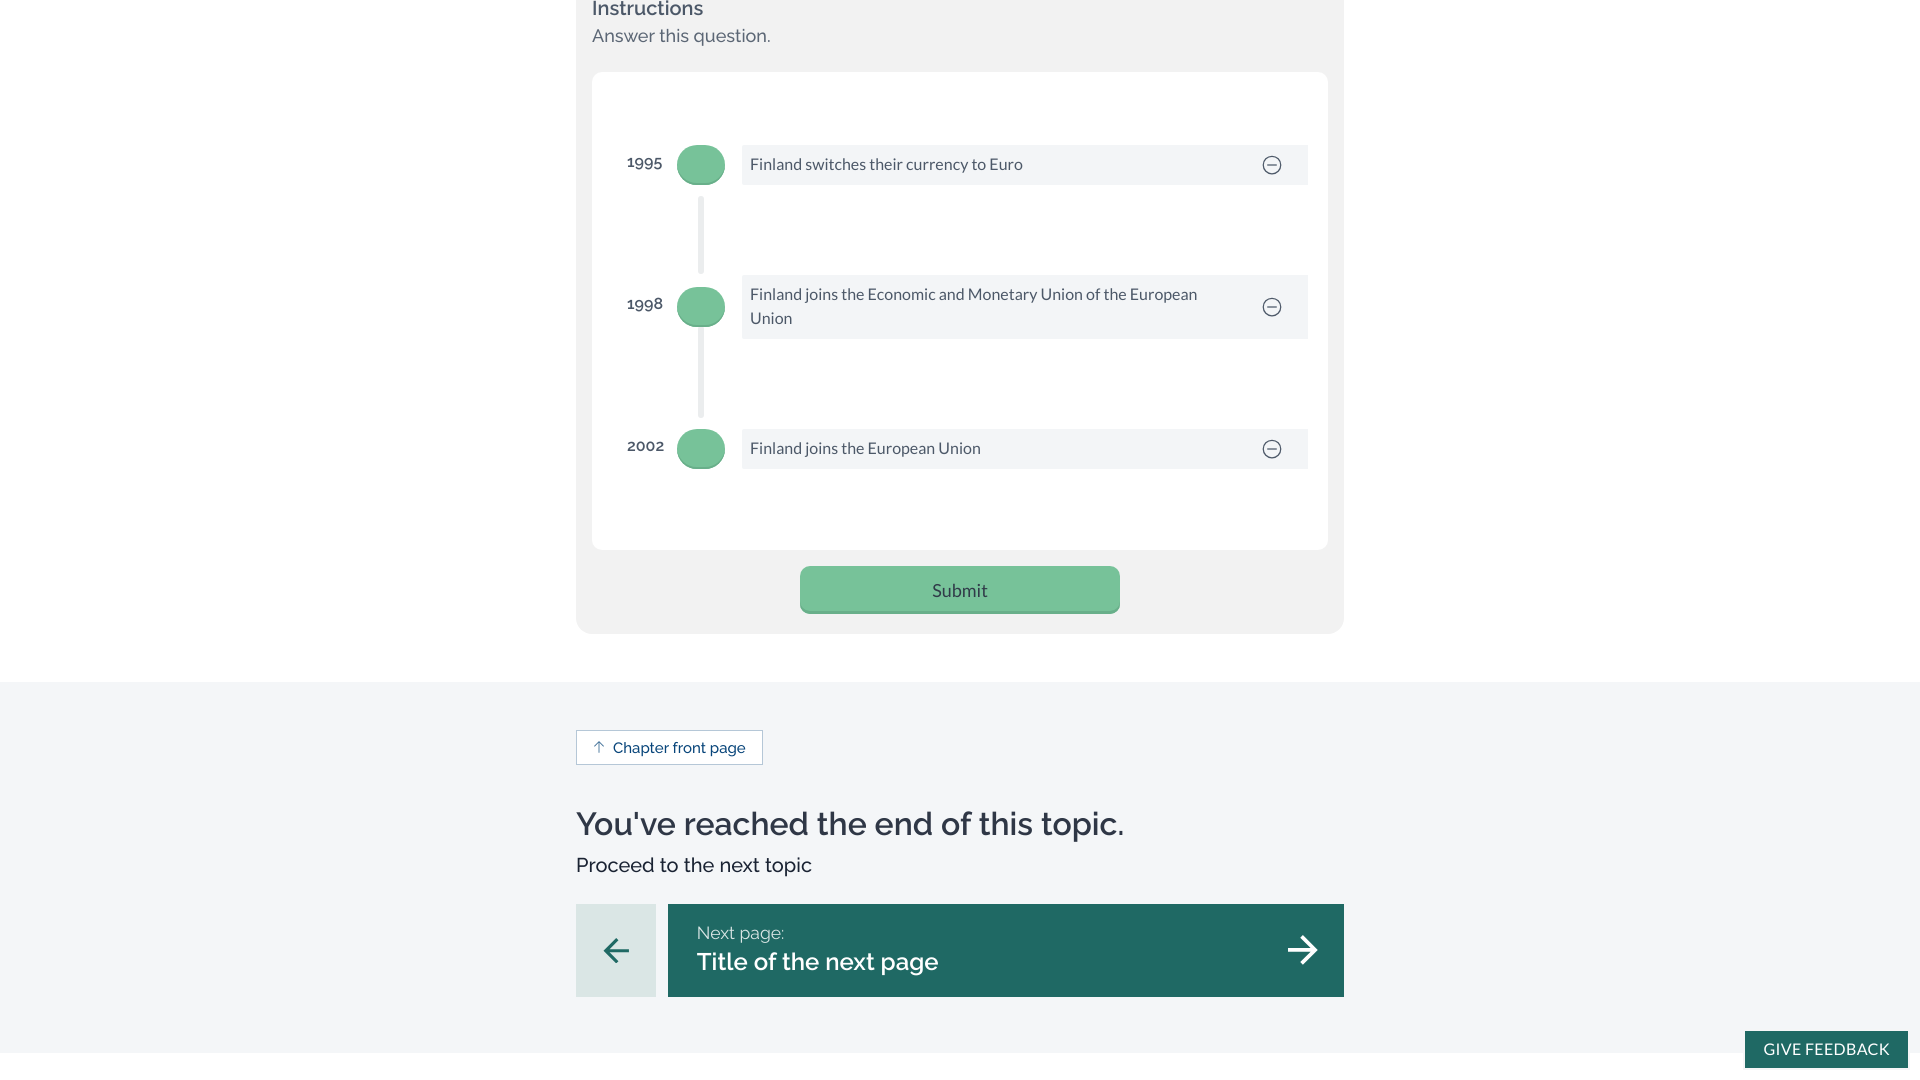 Instructions
Answer this question.
1995
Finland switches their currency to Euro
1998
Finland joins the Economic and Monetary Union of the European
Union
2002
Finland joins the European Union
Submit
Chapter front page
You've reached the end of this topic.
Proceed to the next topic
Next page:
Title of the next page
GIVE FEEDBACK